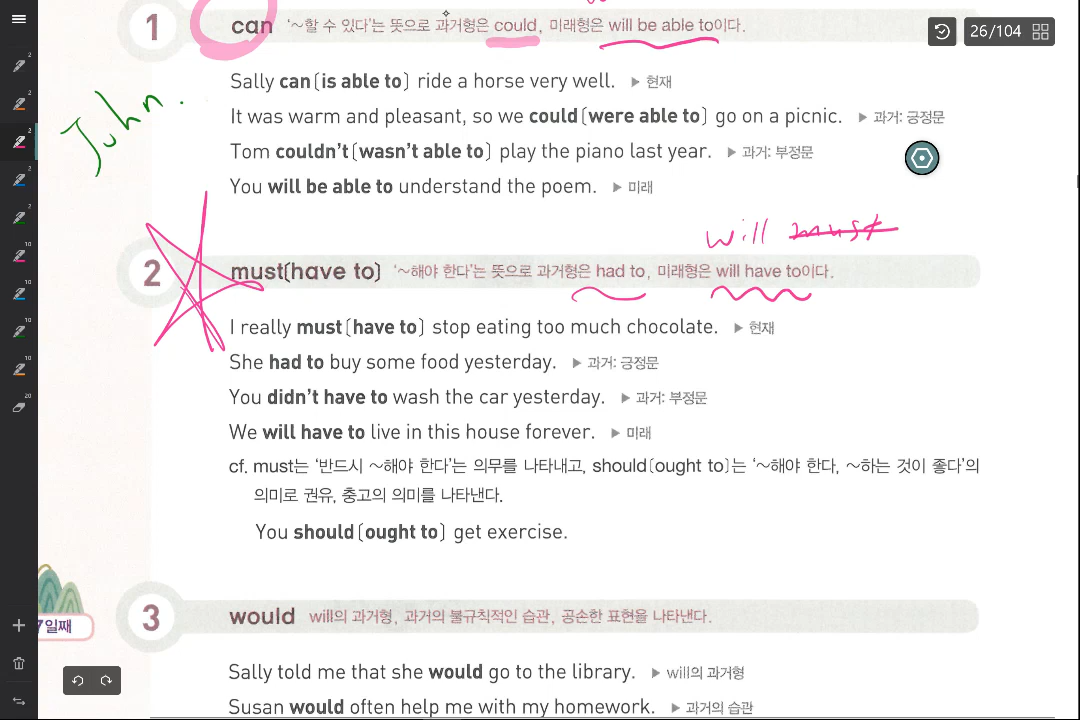 1 can ‘~할 수 있다’는 뜻으로 과거형은 could, 미래형은 will be able to이다.
26/104
Sally can(is able to) ride a horse very well. ▶ 현재
John.
It was warm and pleasant, so we could(were able to) go on a picnic. ▶ 과거: 긍정문
Tom couldn’t(wasn’t able to) play the piano last year. ▶ 과거: 부정문
You will be able to understand the poem. ▶ 미래
will must
2 must(have to) ‘~해야 한다’는 뜻으로 과거형은 had to, 미래형은 will have to이다.
I really must(have to) stop eating too much chocolate. ▶ 현재
She had to buy some food yesterday. ▶ 과거: 긍정문
You didn’t have to wash the car yesterday. ▶ 과거: 부정문
We will have to live in this house forever. ▶ 미래
cf. must는 ‘반드시 ~해야 한다’는 의무를 나타내고, should(ought to)는 ‘~해야 한다, ~하는 것이 좋다’의
의미로 권유, 충고의 의미를 나타낸다.
You should(ought to) get exercise.
3 would will의 과거형, 과거의 불규칙적인 습관, 공손한 표현을 나타낸다.
7일째
Sally told me that she would go to the library. ▶ will의 과거형
Susan would often help me with my homework. ▶ 과거의 습관
2
2
2
2
2
10
10
10
10
20